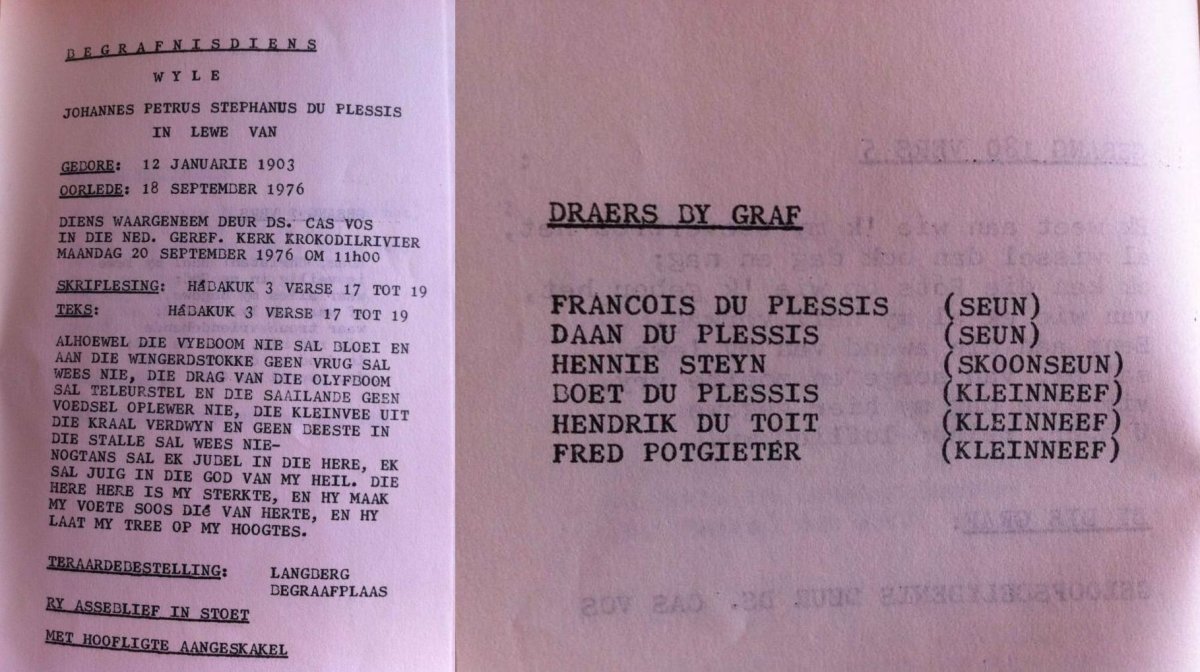 BEGRAFNISDIENS
WYLE
JOHANNES PETRUS STEPHANUS DU PLESSIS
IN LEWE VAN
GEBORE: 12 JANUARIE 1903
OORLEDE: 18 SEPTEMBER 1976
DIENS WAARGENEEM DEUR DS. CAS VOS
IN DIE NED. GEREF. KERK KROKODILRIVIER
MAANDAG 20 SEPTEMBER 1976 OM 11h00
SKRIFLESING: HÁBAKUK 3 VERSE 17 TOT 19
TEKS: HÁBAKUK 3 VERSE 17 TOT 19
ALHOEWEL DIE VYEBOOM NIE SAL BLOEI EN
AAN DIE WINGERDSTOKKE GEEN VRUG SAL
WEES NIE, DIE DRAG VAN DIE OLYFBOOM
SAL TELEURSTEL EN DIE SAAILANDE GEEN
VOEDSEL OPLEWER NIE, DIE KLEINVEE UIT
DIE KRAAL VERDWYN EN GEEN BEESTE IN
DIE STALLE SAL WEES NIE-
NOGTANS SAL EK JUBEL IN DIE HERE, EK
SAL JUIG IN DIE GOD VAN MY HEIL. DIE
HERE HERE IS MY STERKTE, EN HY MAAK
MY VOETE SOOS DIÉ VAN HERTE, EN HY
LAAT MY TREE OP MY HOOGTES.
TERAARDEBESTELLING: LANGBERG
BEGRAAFPLAAS
RY ASSEBLIEF IN STOET
MET HOOFLIGTE AANGESKAKEL
DRAERS BY GRAF
FRANCOIS DU PLESSIS (SEUN)
DAAN DU PLESSIS (SEUN)
HENNIE STEYN (SKOONSEUN)
BOET DU PLESSIS (KLEINNEEF)
HENDRIK DU TOIT (KLEINNEEF)
FRED POTGIETER (KLEINNEEF)